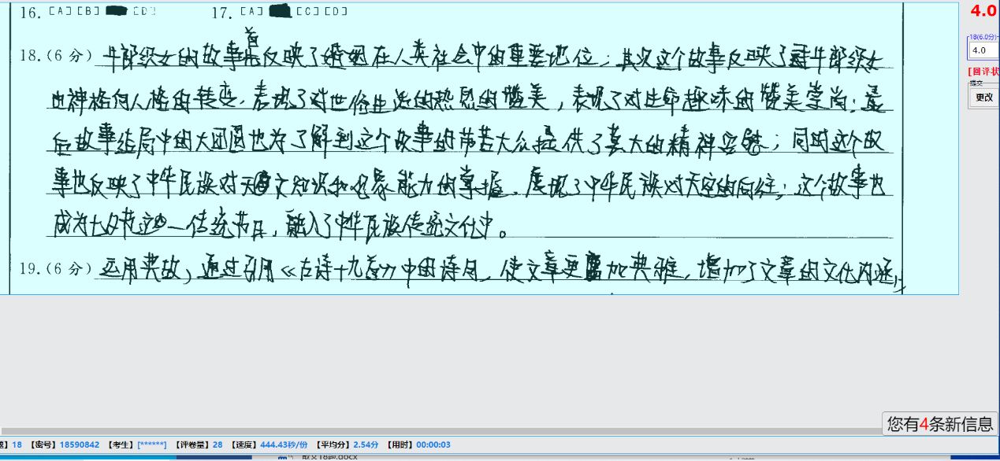 16. [A] [B] [D]
17. [A] [C] [D]
4.0
18(6.0分)
4.0
[回评状
提交
更改
18.(6 分) 牛郎织女的故事首先反映了婚姻在人类社会中的重要地位;其次这个故事反映了牛郎织女
由神格向人格的转变,表现了对世俗生活的热忱的赞美,表现了对生命趣味的赞美崇尚;最
后故事结局中的大团圆也为了解到这个故事的劳苦大众提供了莫大的精神安慰;同时这个故
事也反映了中华民族对天文知识和观象能力的掌握,展现了中华民族对天空的向往;这个故事也
成为七夕节这一传统节日,融入了中华民族传统文化中。
19.(6 分) 运用典故,通过引用《古诗十九首》中的诗句,使文章更富加典雅,增加了文章的文化内涵,
您有4条新信息
题】18 【密号】18590842 【考生】[******] 【评卷量】28 【速度】444.43秒/份 【平均分】2.54分 【用时】00:00:03